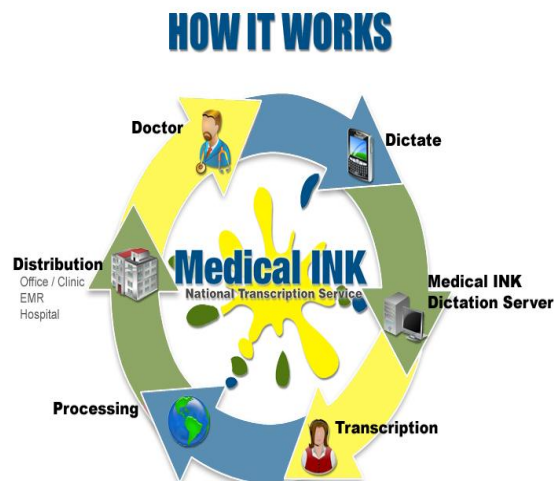 HOW IT WORKS
Doctor
Dictate
Distribution
Office / Clinic
EMR
Hospital
Medical INK
National Transcription Service
Medical INK
Dictation Server
Processing
Transcription